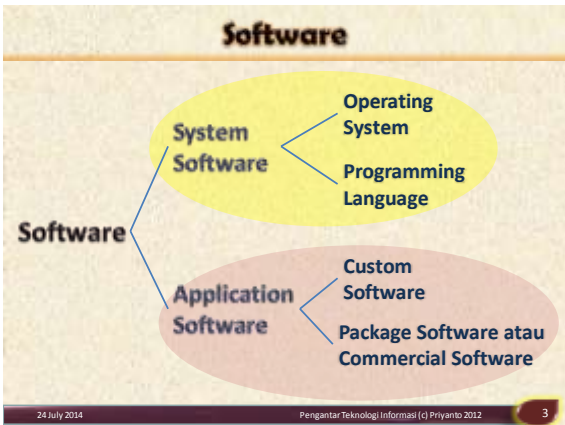 Software
Operating
System
System
Software
Programming
Language
Software
Custom
Software
Application
Software
Package Software atau
Commercial Software
24 July 2014
Pengantar Teknologi Informasi (c) Priyanto 2012
3